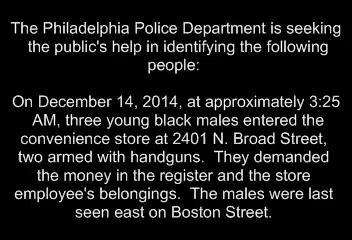 The Philadelphia Police Department is seeking
the public's help in identifying the following
people:
On December 14, 2014, at approximately 3:25
AM, three young black males entered the
convenience store at 2401 N. Broad Street,
two armed with handguns.  They demanded
the money in the register and the store
employee's belongings.  The males were last
seen east on Boston Street.